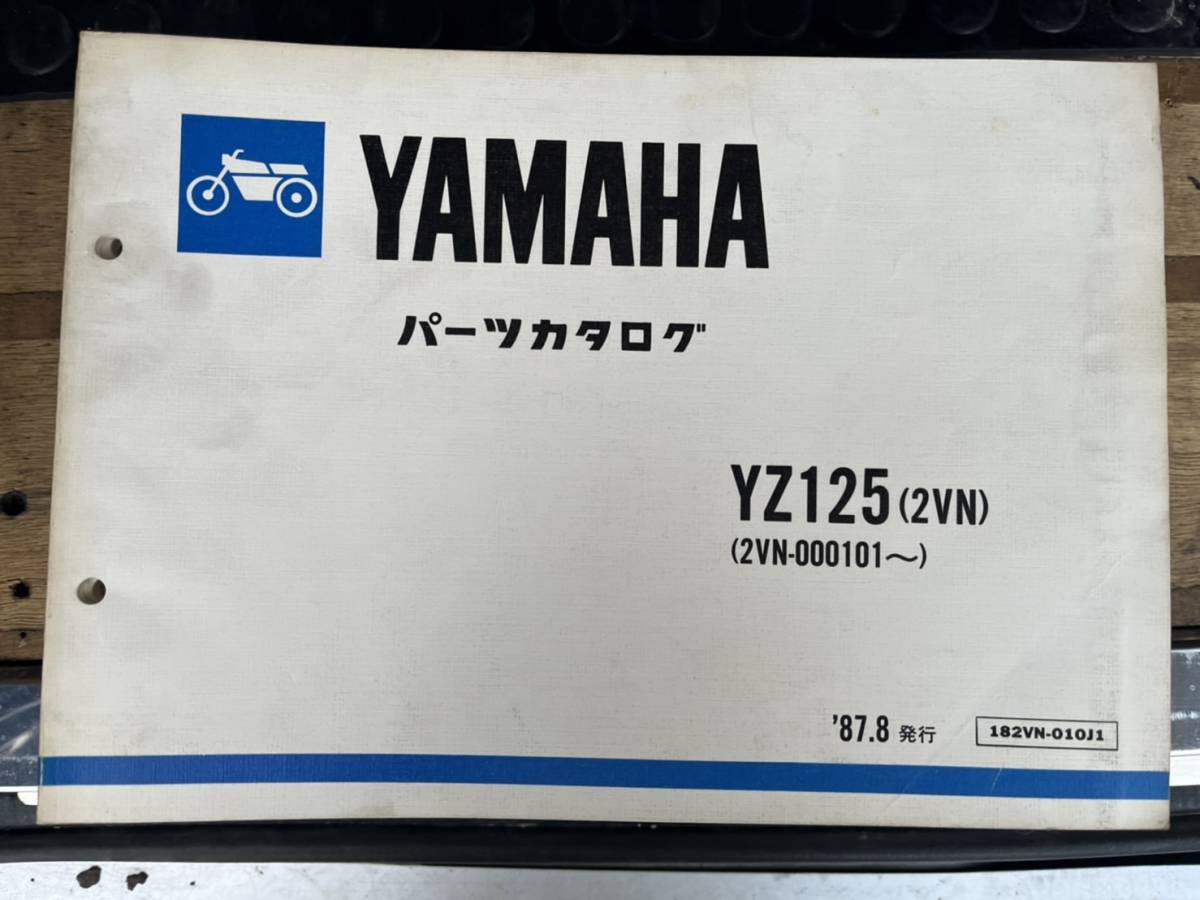 YAMAHA
パーツカタログ
YZ125(2VN)
(2VN-000101〜)
'87.8 発行
182VN-010J1